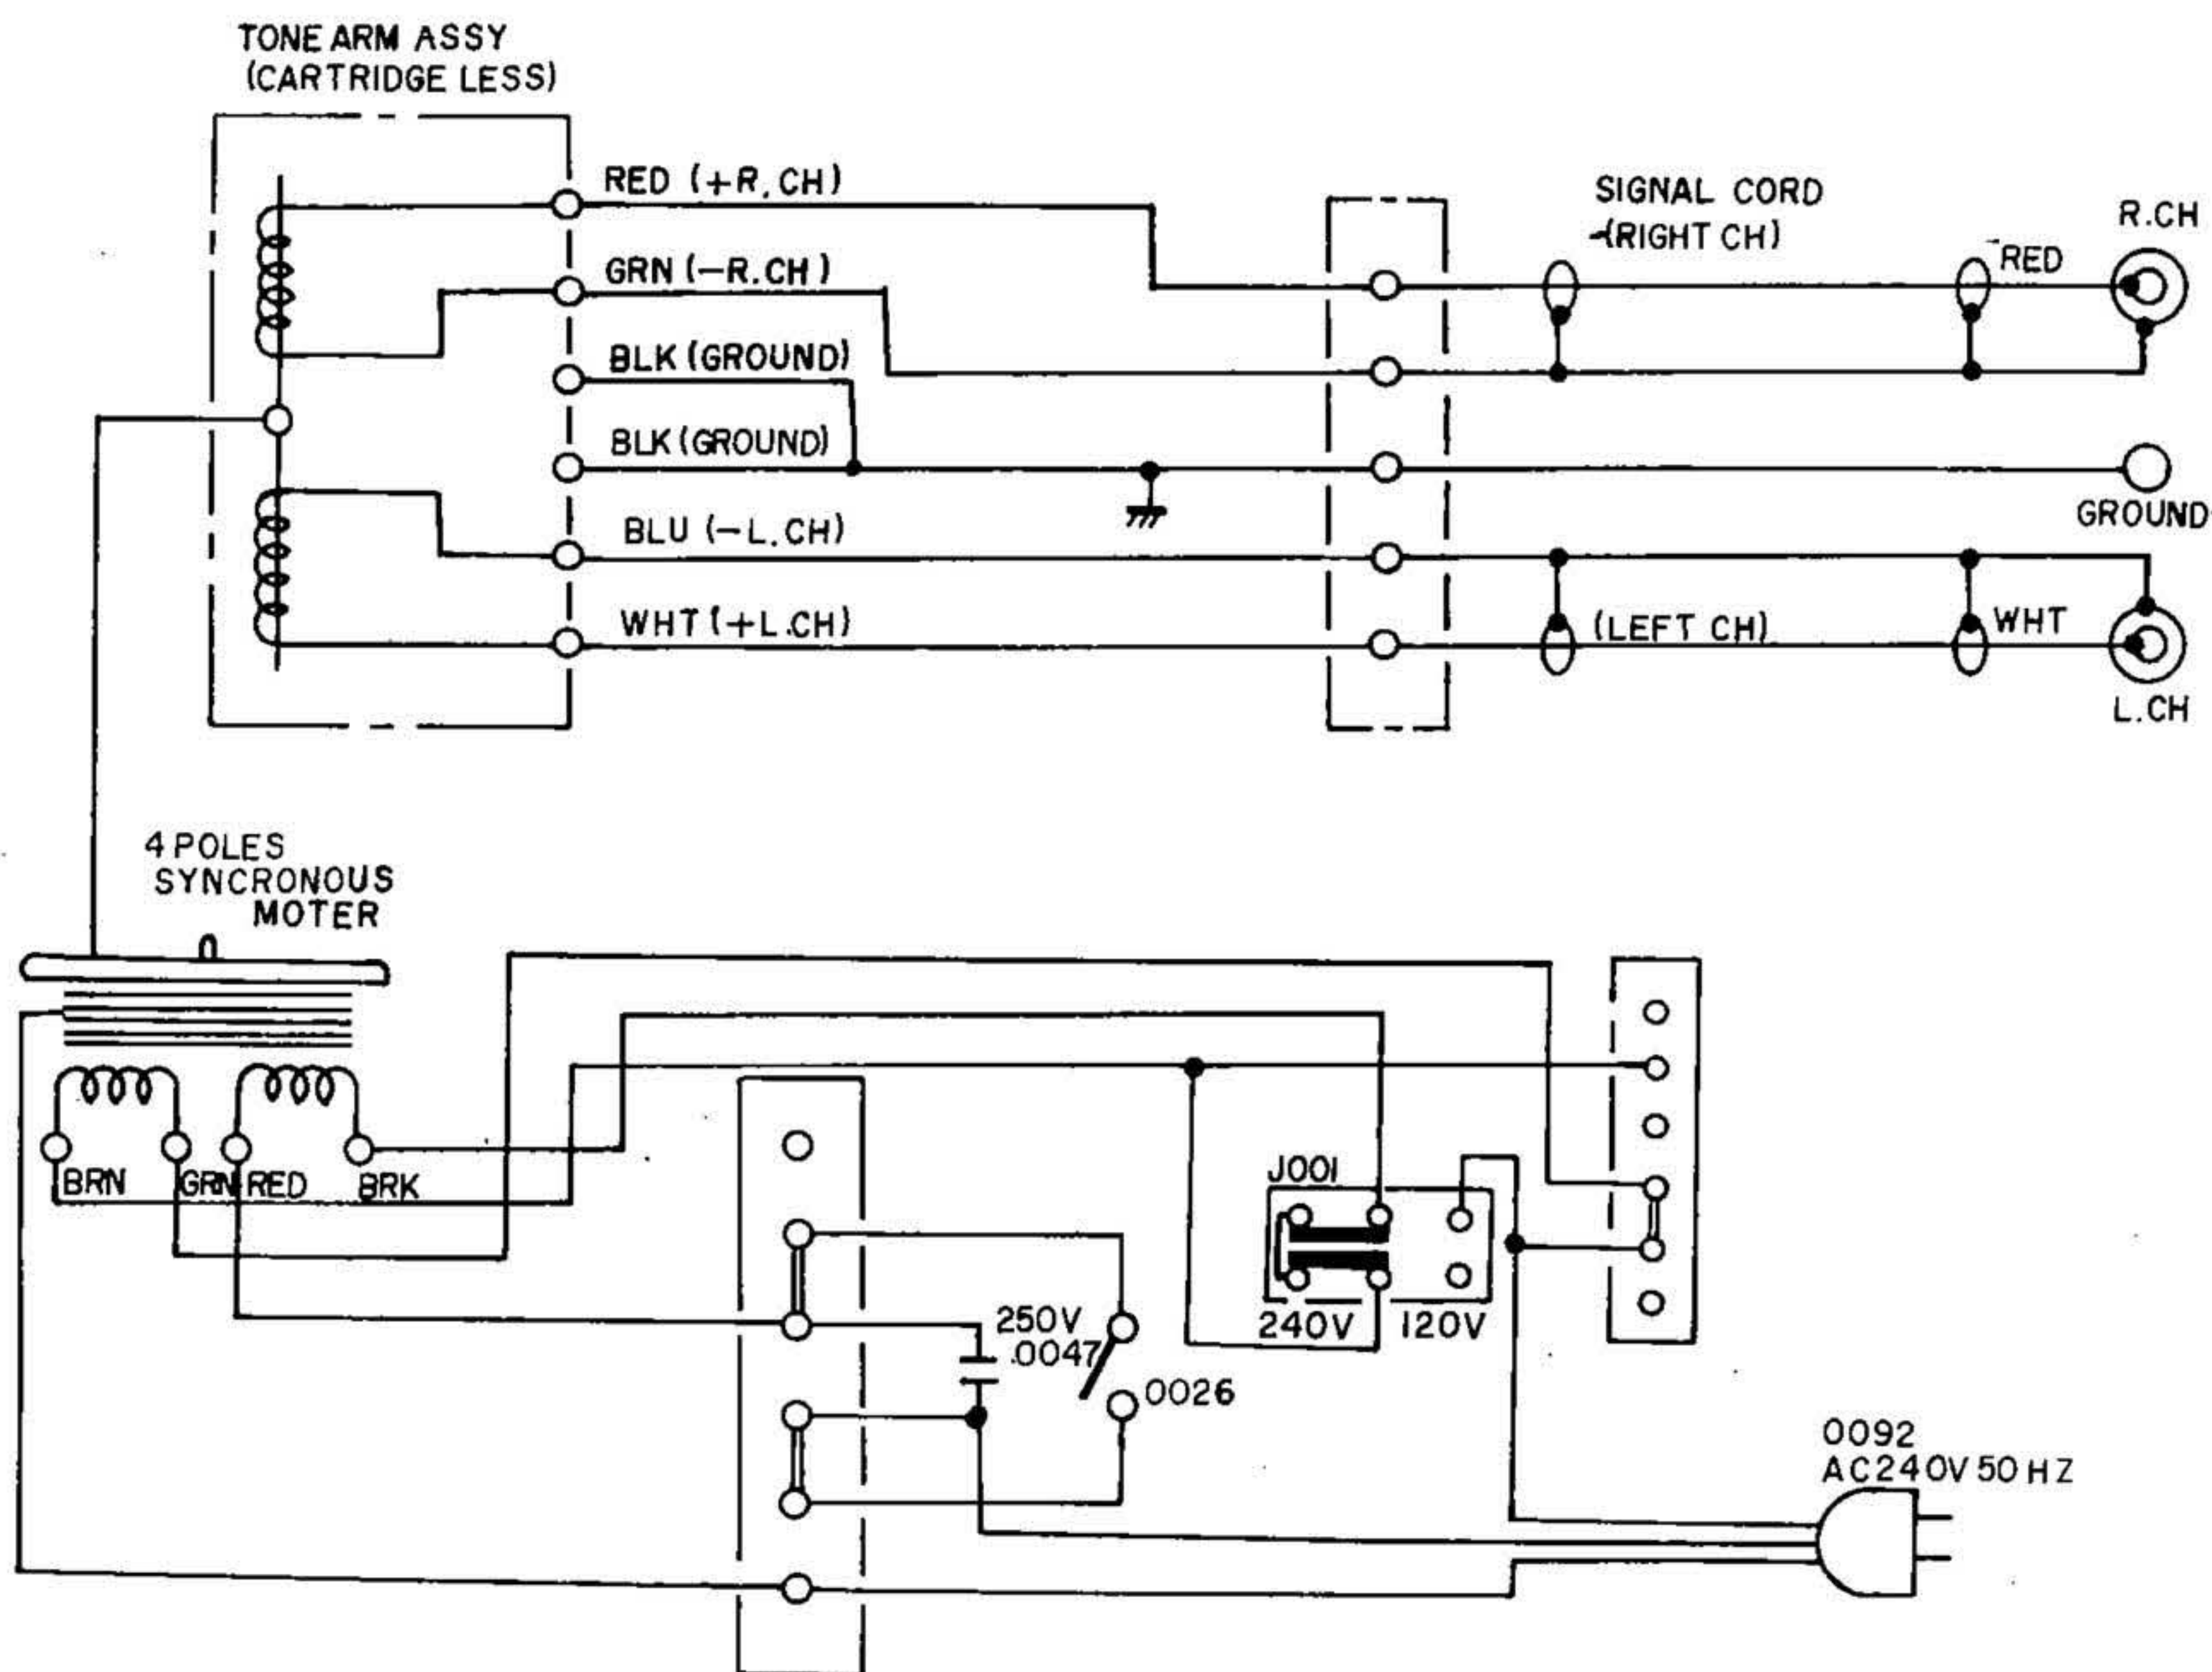 TONE ARM ASSY
(CARTRIDGE LESS)
RED (+R.CH)
GRN (-R.CH)
BLK (GROUND)
BLK (GROUND)
BLU (-L.CH)
WHT (+L.CH)
SIGNAL CORD
(RIGHT CH)
RED
R.CH
GROUND
(LEFT CH)
WHT
L.CH
4 POLES
SYNCRONOUS
MOTER
BRN
GRN
RED
BRK
J001
240V
120V
250V
.0047
0026
0092
AC240V 50HZ